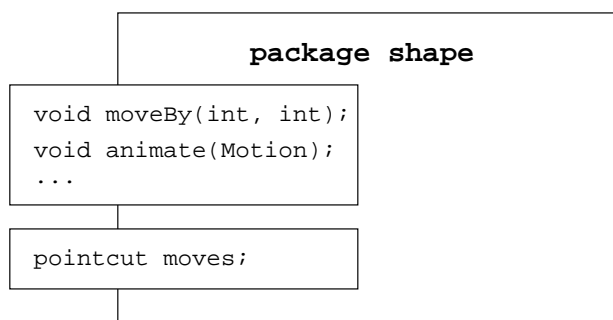 package shape
void moveBy(int, int);
void animate(Motion);
...
pointcut moves;